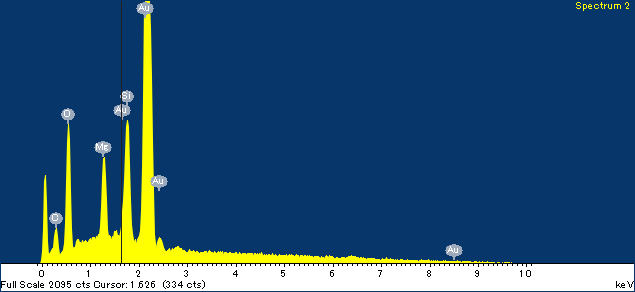 Spectrum 2
Au
Si
Au
O
Mg
Au
C
Au
0 1 2 3 4 5 6 7 8 9 10
Full Scale 2095 cts Cursor: 1.626 (334 cts) keV